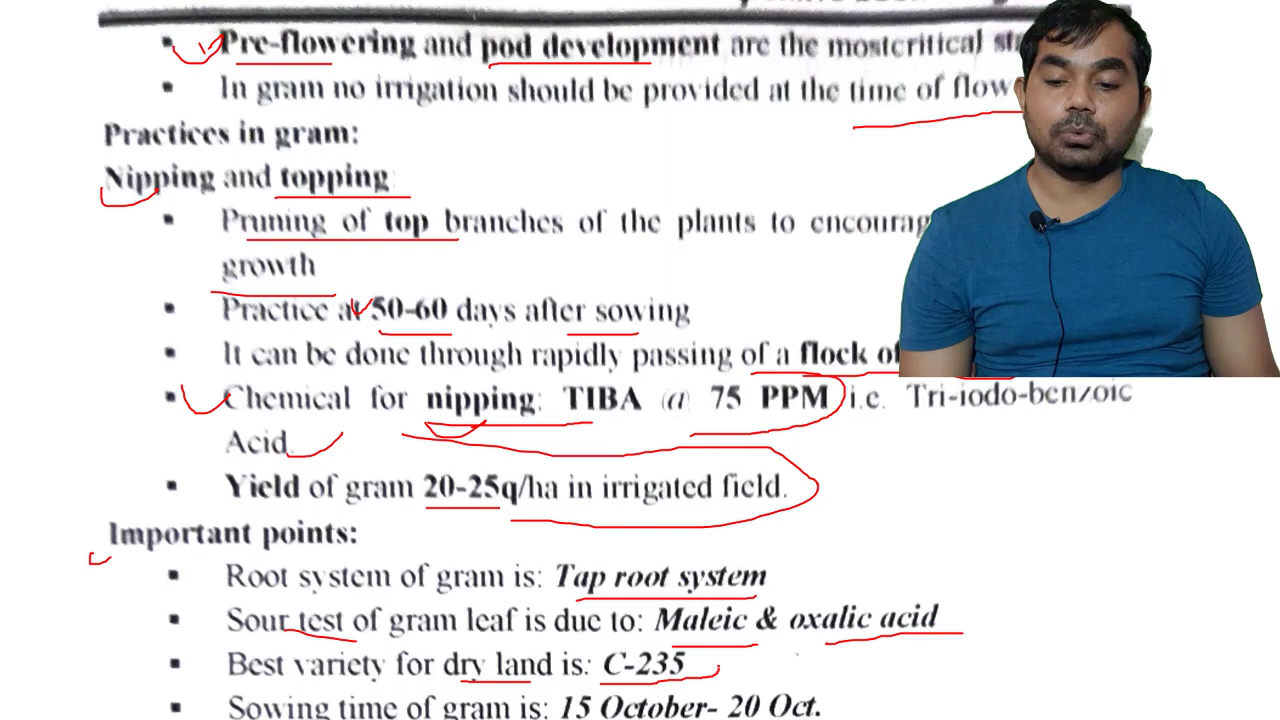 Pre-flowering and pod development are the mostcritical
In gram no irrigation should be provided at the time of
Practices in gram:
Nipping and topping:
Pruning of top branches of the plants to
growth
Practice at 50-60 days after sowing
It can be done through rapidly passing of a flock of
Chemical for nipping: TIBA @ 75 PPM i.e. Tri-iodo-benzoic
Acid.
Yield of gram 20-25q/ha in irrigated field.
Important points:
Root system of gram is: Tap root system
Sour test of gram leaf is due to: Maleic & oxalic acid
Best variety for dry land is: C-235
Sowing time of gram is: 15 October- 20 Oct.